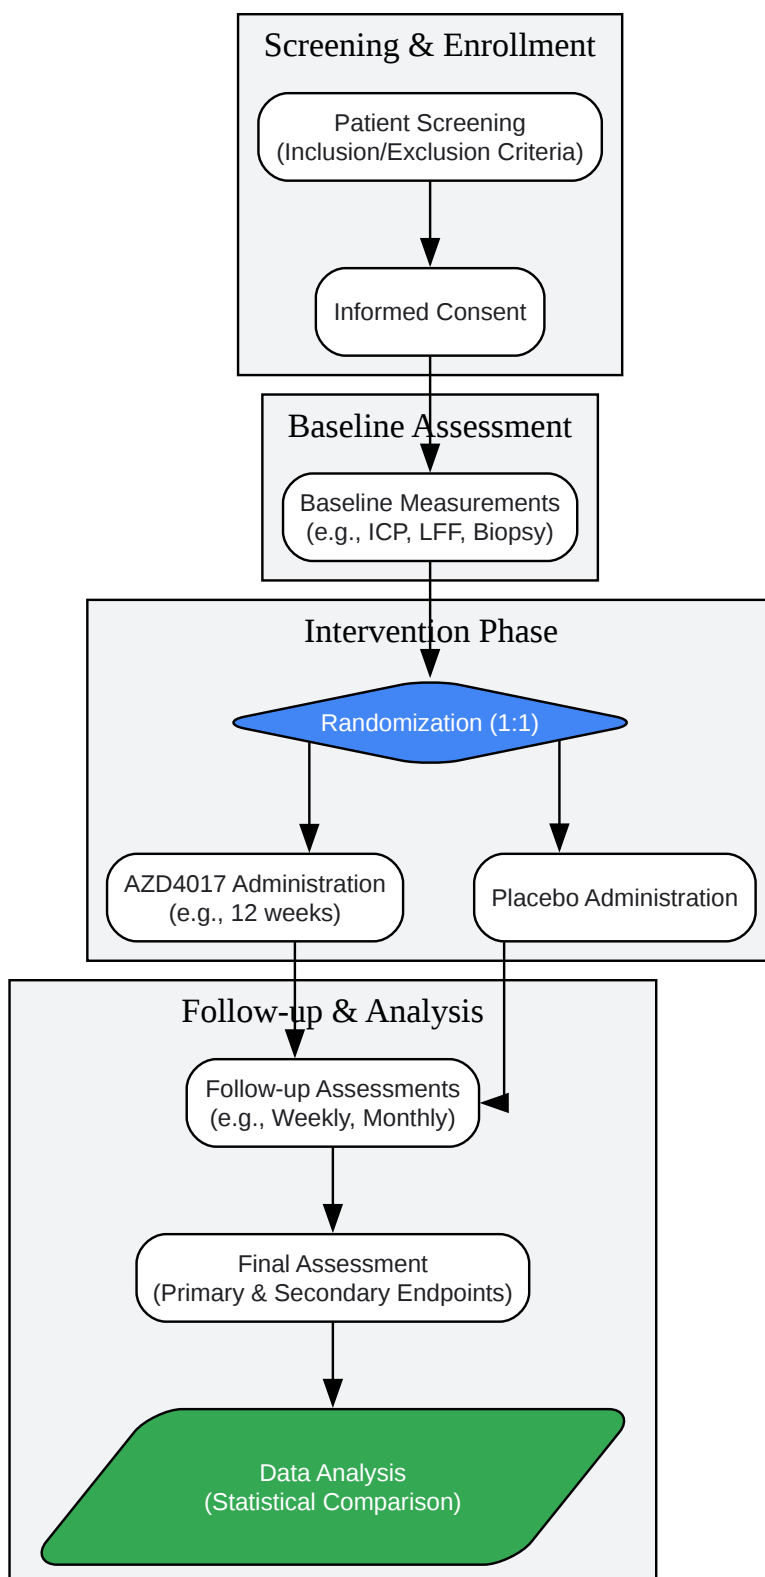 Screening & Enrollment
Patient Screening
(Inclusion/Exclusion Criteria)
Informed Consent
Baseline Assessment
Baseline Measurements
(e.g., ICP, LFF, Biopsy)
Intervention Phase
Randomization (1:1)
AZD4017 Administration
(e.g., 12 weeks)
Placebo Administration
Follow-up & Analysis
Follow-up Assessments
(e.g., Weekly, Monthly)
Final Assessment
(Primary & Secondary Endpoints)
Data Analysis
(Statistical Comparison)